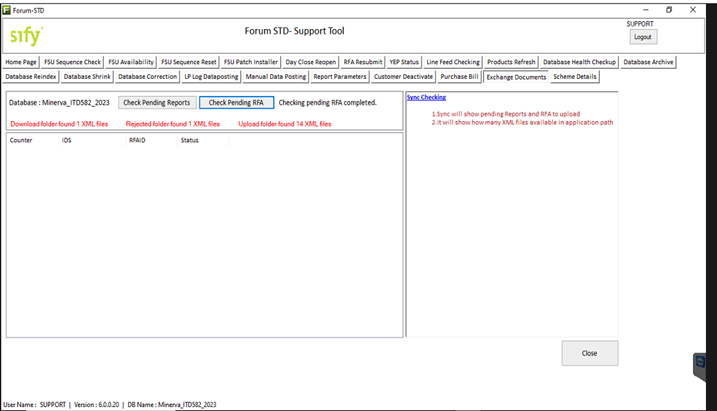 Forum-STD
sify
Forum STD- Support Tool
SUPPORT
Logout
Home Page FSU Sequence Check FSU Availability FSU Sequence Reset FSU Patch Installer Day Close Reopen RFA Resubmit YEP Status Line Feed Checking Products Refresh Database Health Checkup Database Archive
Database Reindex Database Shrink Database Correction LP Log Dataposting Manual Data Posting Report Parameters Customer Deactivate Purchase Bill Exchange Documents Scheme Details
Database : Minerva_ITD582_2023 Check Pending Reports Check Pending RFA Checking pending RFA completed.
Download folder found 1 XML files Rejected folder found 1 XML files Upload folder found 14 XML files
Counter IDS RFAID Status
Sync Checking
1.Sync will show pending Reports and RFA to upload
2.It will show how many XML files available in application path
Close
User Name : SUPPORT | Version : 6.0.0.20 | DB Name : Minerva_ITD582_2023